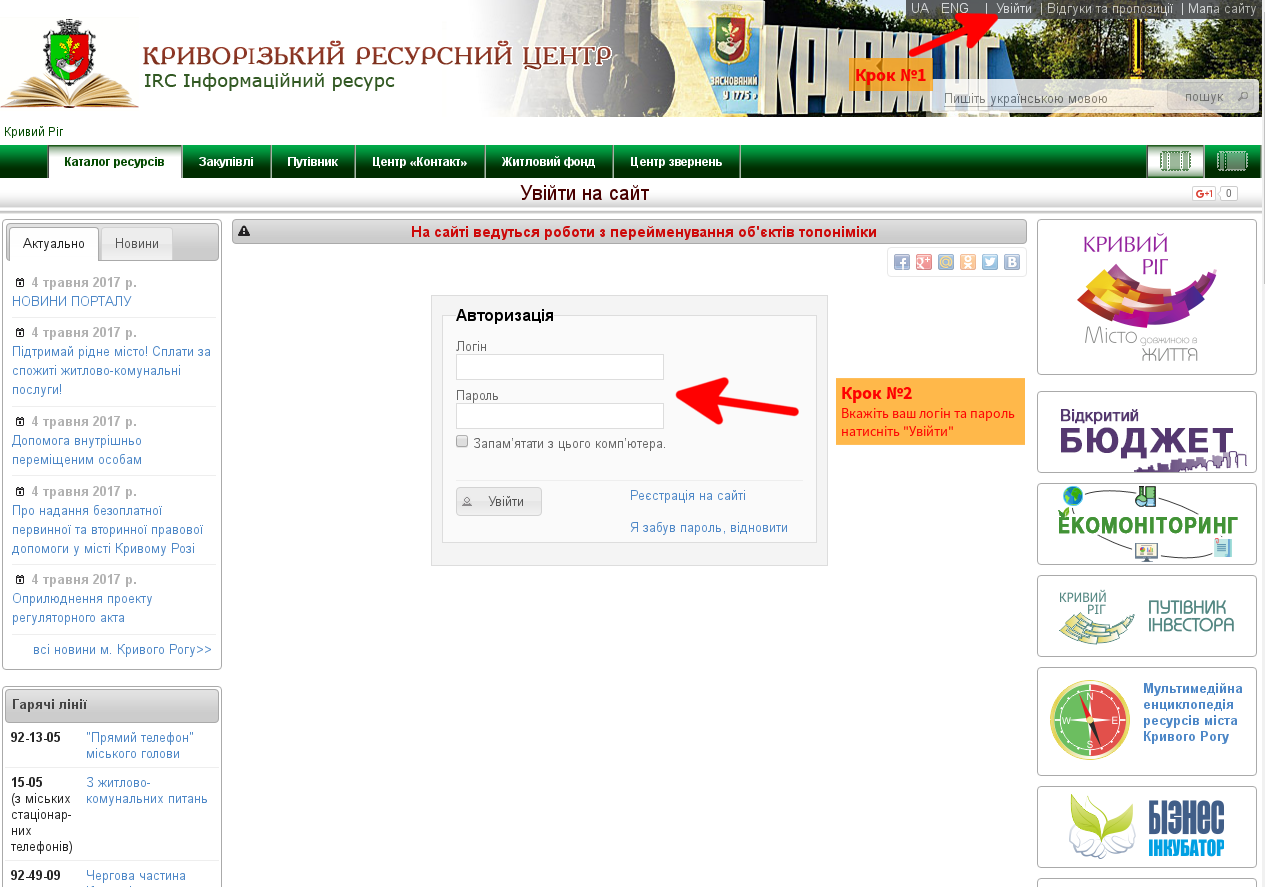 UA ENG | Увійти | Відгуки та пропозиції | Мапа сайту
КРИВОРІЗЬКИЙ РЕСУРСНИЙ ЦЕНТР
IRC Інформаційний ресурс
ЗАСНОВАНИЙ
У 1775 р
КРИВИЙ РІГ
Крок №1
Пишіть українською мовою
пошук
Кривий Ріг
Каталог ресурсів Закупівлі Путівник Центр «Контакт» Житловий фонд Центр звернень
Увійти на сайт
G+1 0
Актуально Новини
4 травня 2017 р.
НОВИНИ ПОРТАЛУ
4 травня 2017 р.
Підтримай рідне місто! Сплати за
спожиті житлово-комунальні
послуги!
4 травня 2017 р.
Допомога внутрішньо
переміщеним особам
4 травня 2017 р.
Про надання безоплатної
первинної та вторинної правової
допомоги у місті Кривому Розі
4 травня 2017 р.
Оприлюднення проекту
регуляторного акта
всі новини м. Кривого Рогу>>
Гарячі лінії
92-13-05 "Прямий телефон"
міського голови
15-05 З житлово-
(з міських комунальних питань
стаціонар-
них
телефонів)
92-49-09 Чергова частина
На сайті ведуться роботи з перейменування об'єктів топоніміки
Авторизація
Логін
Пароль
Запам'ятати з цього комп'ютера.
Увійти
Реєстрація на сайті
Я забув пароль, відновити
Крок №2
Вкажіть ваш логін та пароль
натисніть "Увійти"
КРИВИЙ
РІГ
Місто довжиною в
ЖИТТЯ
Відкритий
БЮДЖЕТ
ЕКОМОНІТОРИНГ
КРИВИЙ
РІГ
ПУТІВНИК
ІНВЕСТОРА
N
W E
S
Мультимедійна
енциклопедія
ресурсів міста
Кривого Рогу
БІЗНЕС
ІНКУБАТОР